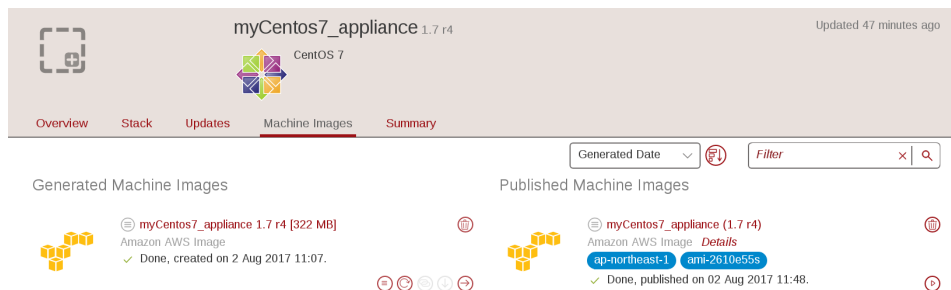 myCentos7_appliance 1.7 r4
Updated 47 minutes ago
CentOS 7
Overview Stack Updates Machine Images Summary
Generated Date
Filter
Generated Machine Images
myCentos7_appliance 1.7 r4 [322 MB]
Amazon AWS Image
Done, created on 2 Aug 2017 11:07.
Published Machine Images
myCentos7_appliance (1.7 r4)
Amazon AWS Image Details
ap-northeast-1 ami-2610e55s
Done, published on 02 Aug 2017 11:48.